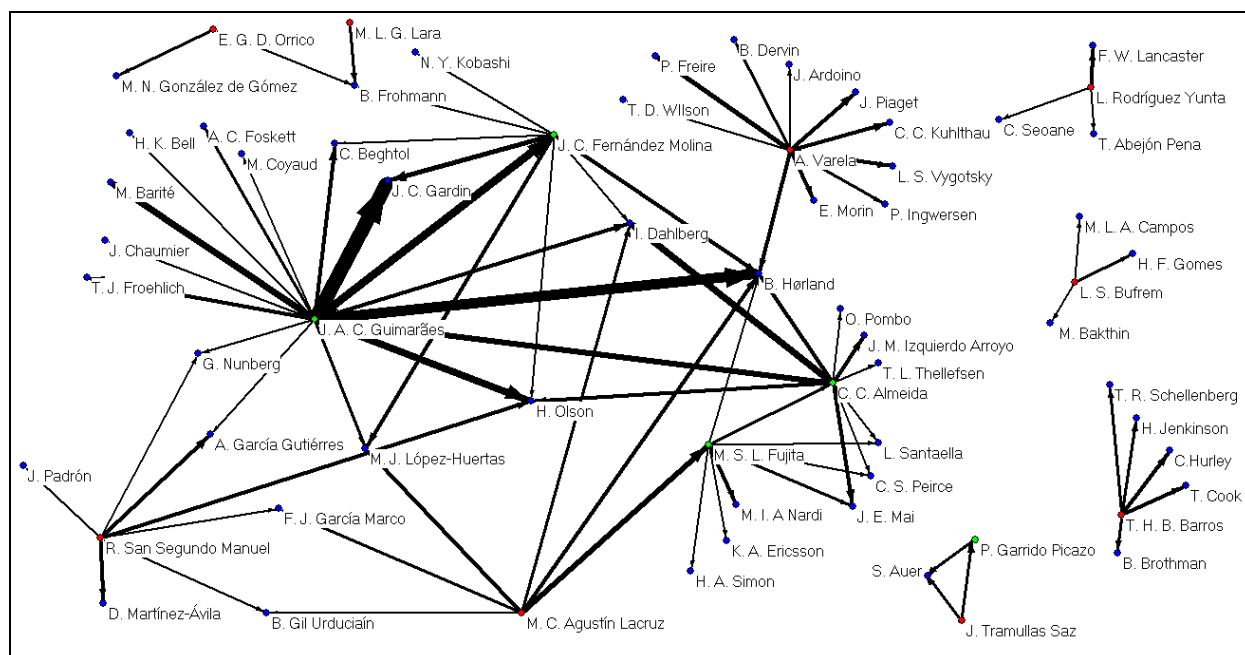 E. G. D. Orrico
M. L. G. Lara
N. Y. Kobashi
B. Dervin
F. W. Lancaster
P. Freire
J. Ardoino
M. N. González de Gómez
B. Frohmann
J. Piaget
L. Rodríguez Yunta
T. D. WIlson
C. Seoane
A. C. Foskett
C. C. Kuhlthau
T. Abejón Pena
H. K. Bell
C. Beghtol
J. C. Fernández Molina
A. Varela
M. Coyaud
L. S. Vygotsky
M. Barité
J. C. Gardin
E. Morin
P. Ingwersen
I. Dahlberg
M. L. A. Campos
J. Chaumier
H. F. Gomes
T. J. Froehlich
B. Hørland
L. S. Bufrem
J. A. C. Guimarães
O. Pombo
M. Bakthin
J. M. Izquierdo Arroyo
G. Nunberg
T. L. Thellefsen
C. C. Almeida
T. R. Schellenberg
H. Olson
H. Jenkinson
A. García Gutiérres
L. Santaella
M. J. López-Huertas
M. S. L. Fujita
C.Hurley
J. Padrón
C. S. Peirce
T. Cook
F. J. García Marco
M. I. A Nardi
J. E. Mai
T. H. B. Barros
R. San Segundo Manuel
K. A. Ericsson
P. Garrido Picazo
B. Brothman
S. Auer
H. A. Simon
D. Martínez-Ávila
B. Gil Urduciaín
M. C. Agustín Lacruz
J. Tramullas Saz